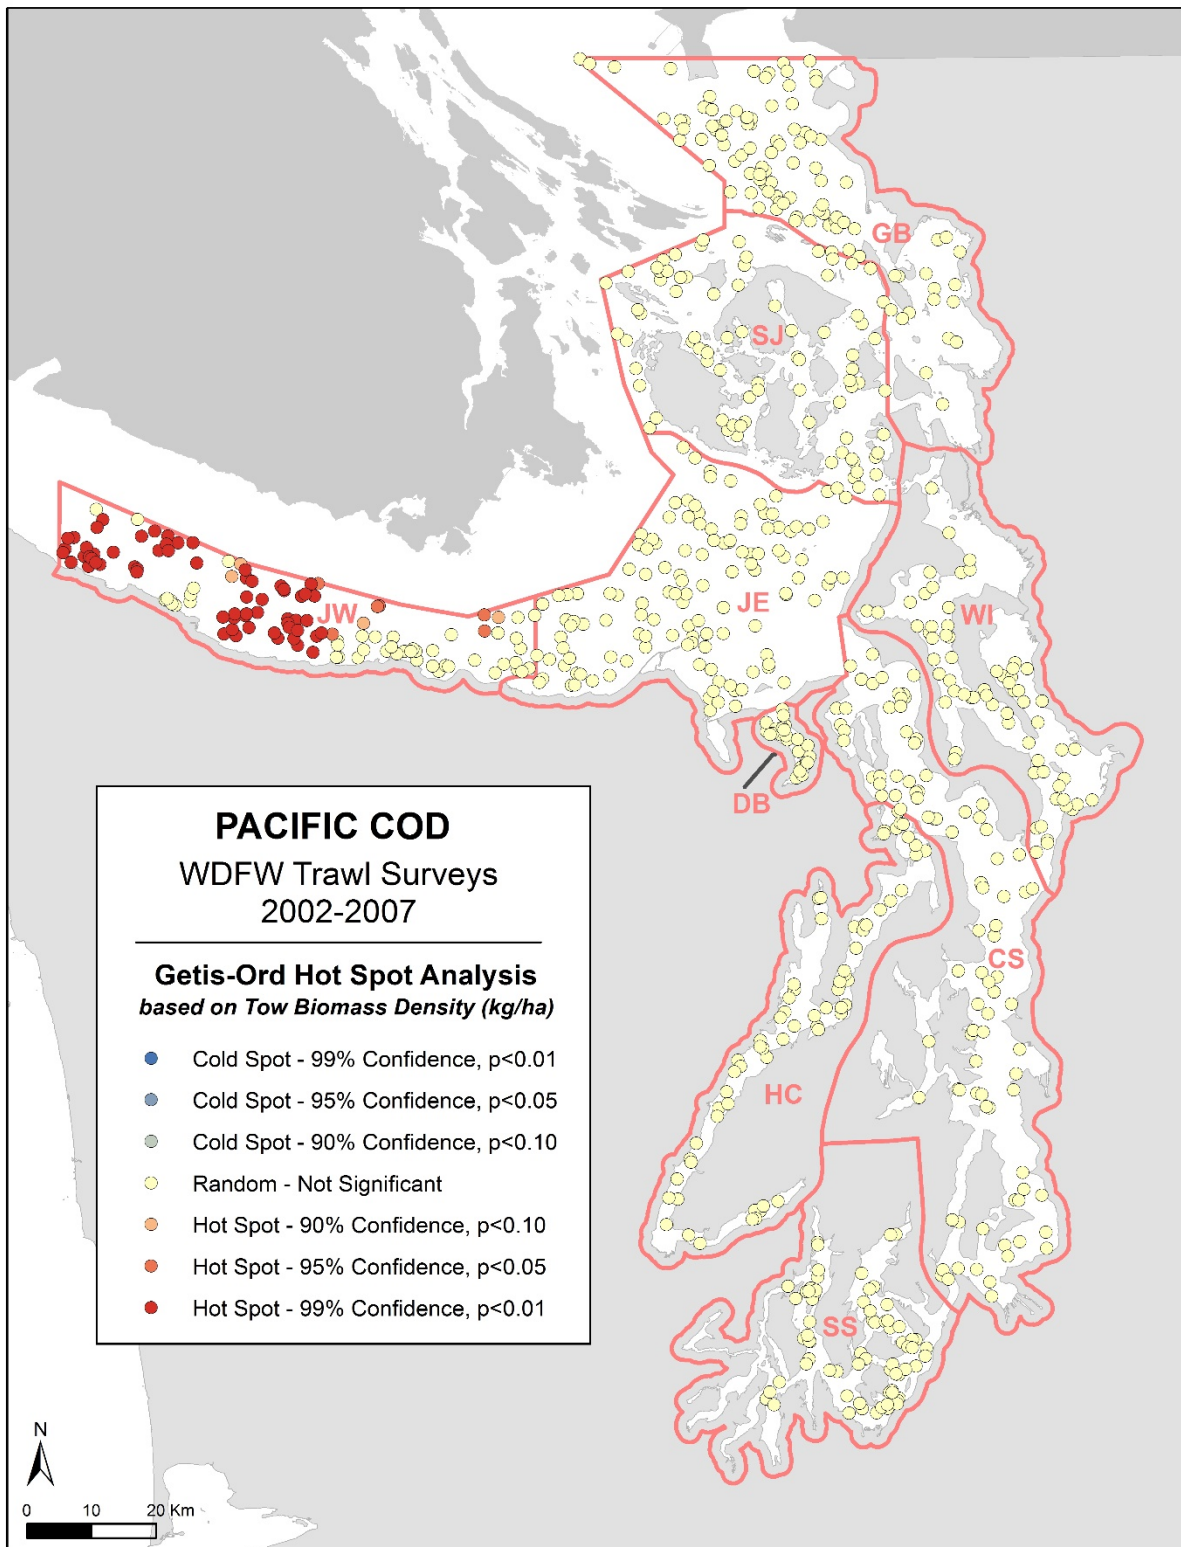 GB
SJ
JW
JE
WI
DB
PACIFIC COD
WDFW Trawl Surveys
2002-2007
Getis-Ord Hot Spot Analysis
based on Tow Biomass Density (kg/ha)
Cold Spot - 99% Confidence, p<0.01
Cold Spot - 95% Confidence, p<0.05
Cold Spot - 90% Confidence, p<0.10
Random - Not Significant
Hot Spot - 90% Confidence, p<0.10
Hot Spot - 95% Confidence, p<0.05
Hot Spot - 99% Confidence, p<0.01
CS
HC
SS
N
0 10 20 Km